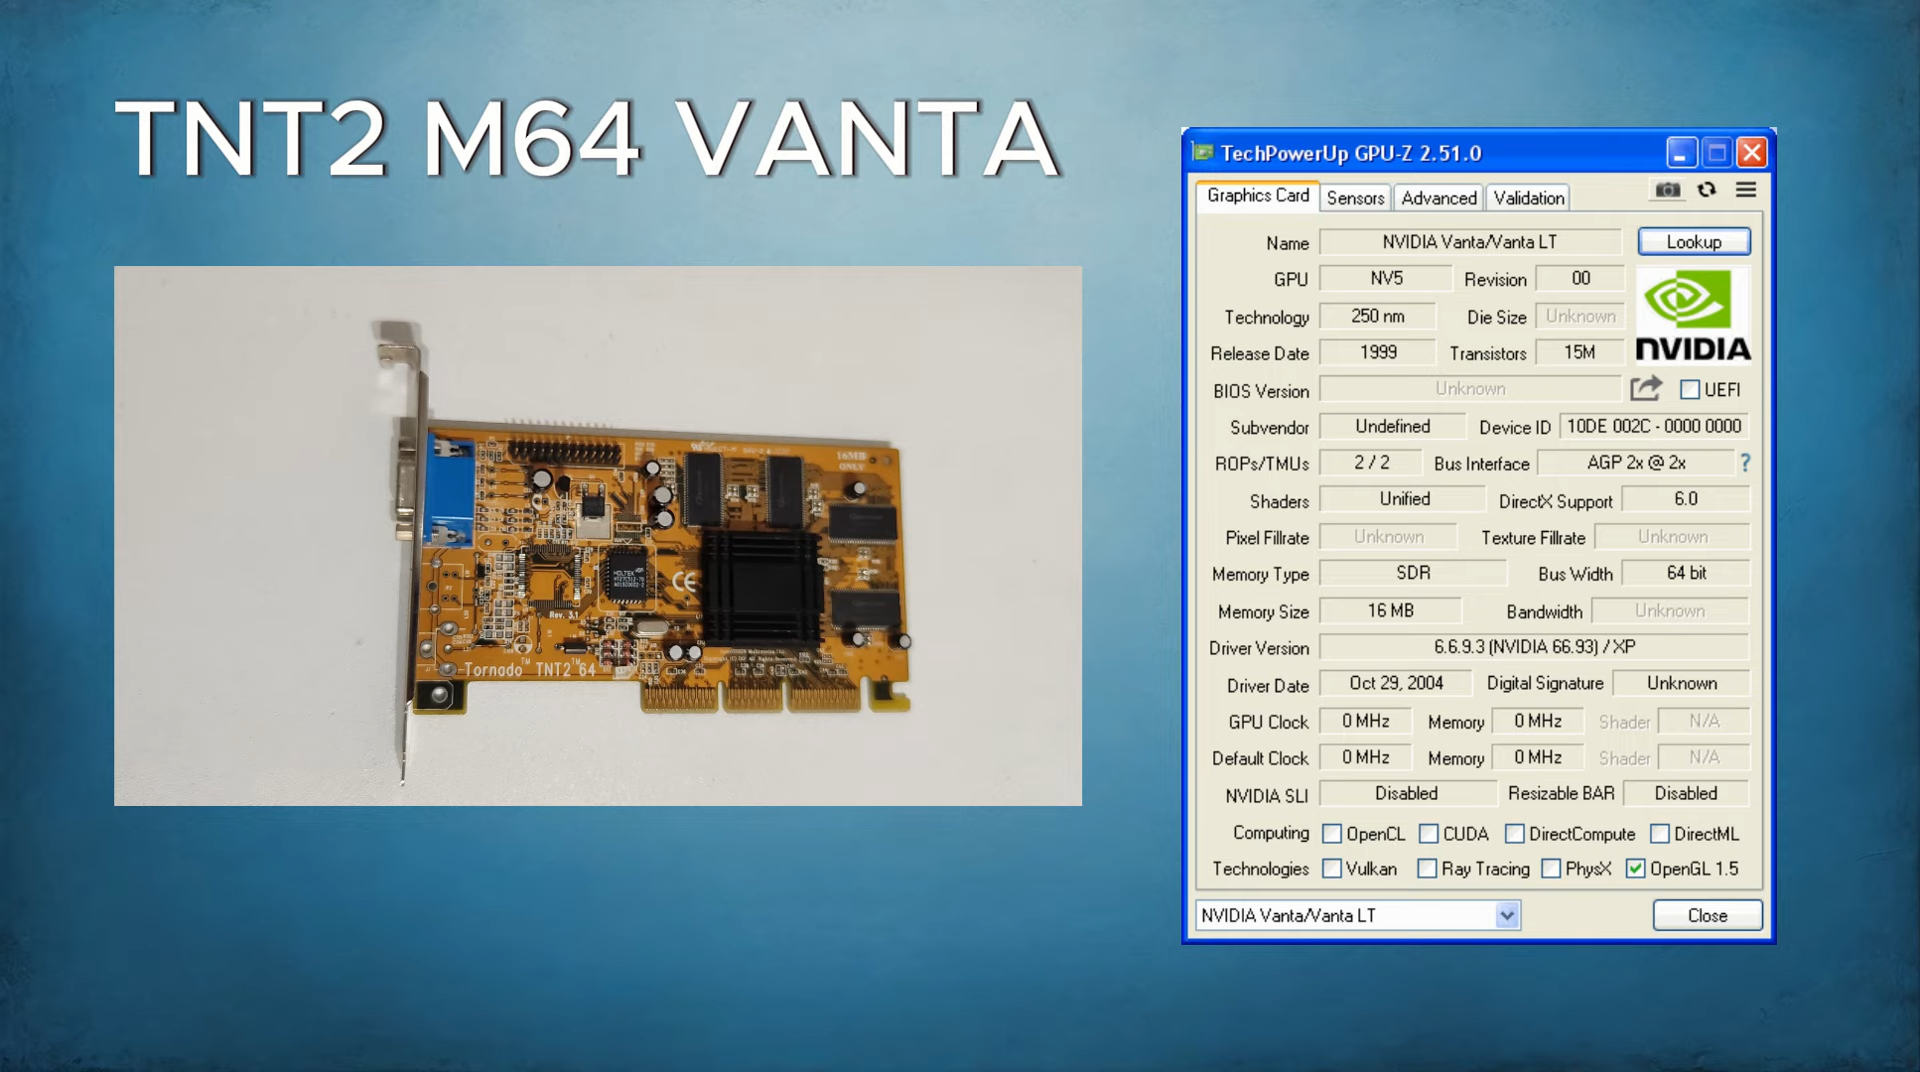 TNT2 M64 VANTA
16MB
ONLY
HOLTEK
CE
Rev. 3.1
Tornado™ TNT2™64
TechPowerUp GPU-Z 2.51.0
Graphics Card Sensors Advanced Validation
Name NVIDIA Vanta/Vanta LT Lookup
GPU NV5 Revision 00
Technology 250 nm Die Size Unknown
Release Date 1999 Transistors 15M
NVIDIA
BIOS Version Unknown UEFI
Subvendor Undefined Device ID 10DE 002C - 0000 0000
ROPs/TMUs 2 / 2 Bus Interface AGP 2x @ 2x ?
Shaders Unified DirectX Support 6.0
Pixel Fillrate Unknown Texture Fillrate Unknown
Memory Type SDR Bus Width 64 bit
Memory Size 16 MB Bandwidth Unknown
Driver Version 6.6.9.3 (NVIDIA 66.93) / XP
Driver Date Oct 29, 2004 Digital Signature Unknown
GPU Clock 0 MHz Memory 0 MHz Shader N/A
Default Clock 0 MHz Memory 0 MHz Shader N/A
NVIDIA SLI Disabled Resizable BAR Disabled
Computing OpenCL CUDA DirectCompute DirectML
Technologies Vulkan Ray Tracing PhysX OpenGL 1.5
NVIDIA Vanta/Vanta LT Close